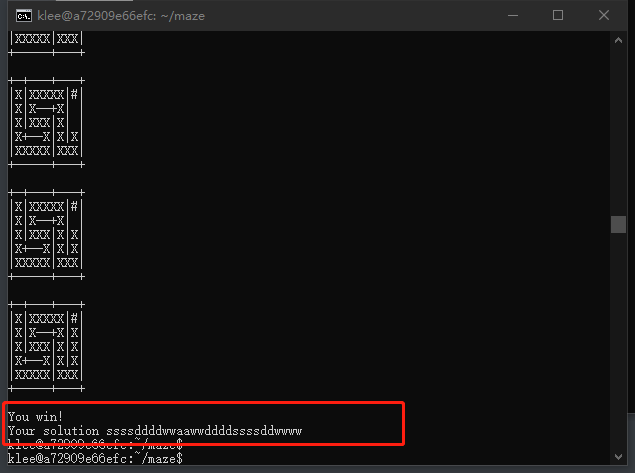 klee@a72909e66efc: ~/maze
|XXXXX|XXX|
+-----+---+
+-+---+---+
|X|XXXXX|#|
|X|X--+X| |
|X|XXX|X| |
|X+--X|X|X|
|XXXXX|XXX|
+-----+---+
+-+---+---+
|X|XXXXX|#|
|X|X--+X| |
|X|XXX|X|X|
|X+--X|X|X|
|XXXXX|XXX|
+-----+---+
+-+---+---+
|X|XXXXX|#|
|X|X--+X|X|
|X|XXX|X|X|
|X+--X|X|X|
|XXXXX|XXX|
+-----+---+
You win!
Your solution ssssddddwwaawwddddssssddwwww
klee@a72909e66efc:~/maze$
klee@a72909e66efc:~/maze$